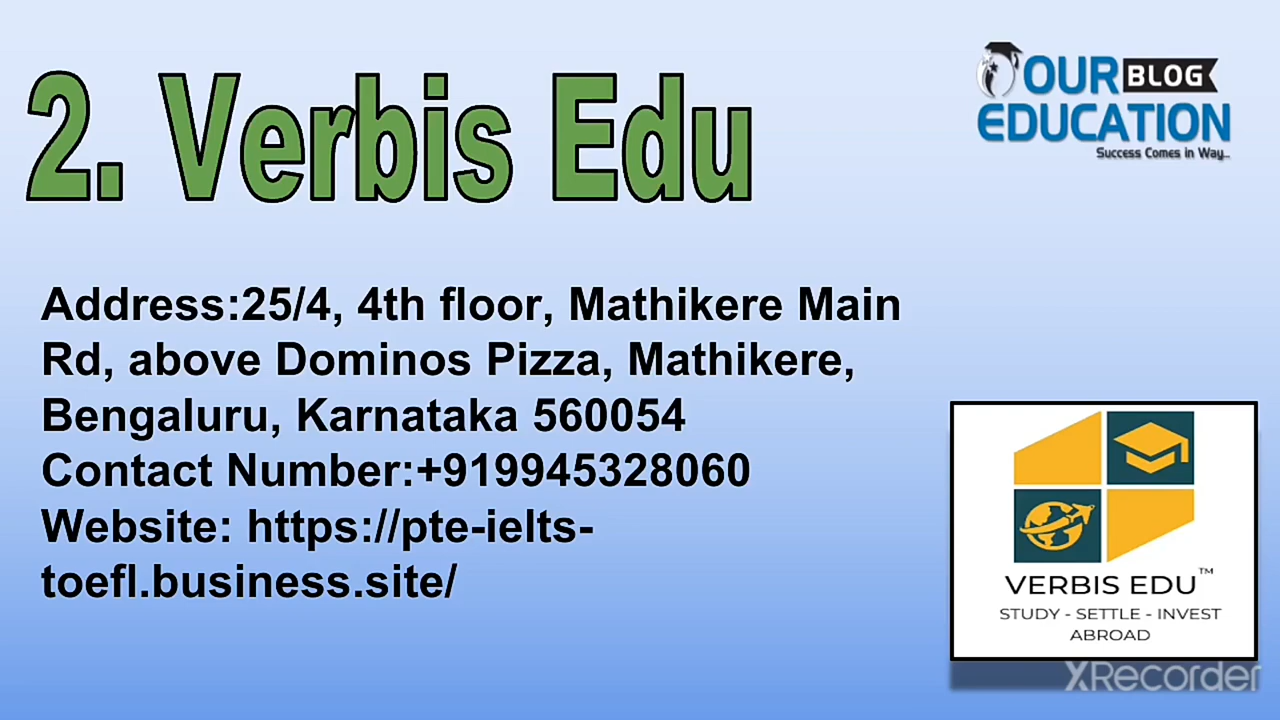 2. Verbis Edu
OUR BLOG
EDUCATION
Success Comes in Way..
Address:25/4, 4th floor, Mathikere Main
Rd, above Dominos Pizza, Mathikere,
Bengaluru, Karnataka 560054
Contact Number:+919945328060
Website: https://pte-ielts-
toefl.business.site/
VERBIS EDU™
STUDY - SETTLE - INVEST
ABROAD
XRecorder